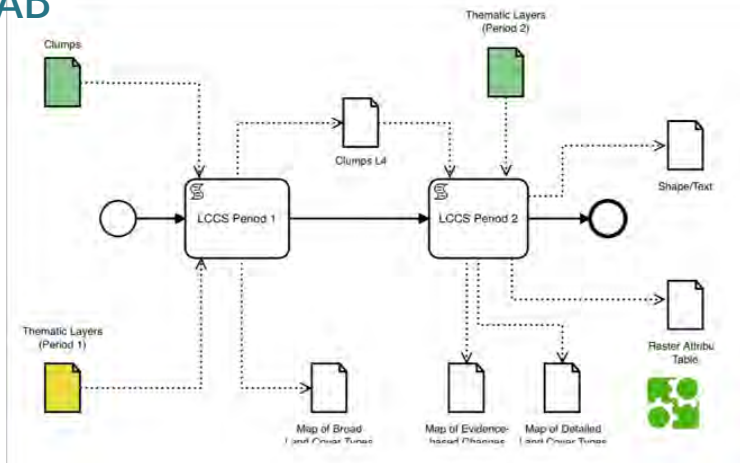 AB
Thematic Layers
(Period 2)
Clumps
Clumps L4
Shape/Text
LCCS Period 1
LCCS Period 2
Thematic Layers
(Period 1)
Raster Attribu
Table
Map of Broad
Land Cover Types
Map of Evidence-
based Changes
Map of Detailed
Land Cover Types